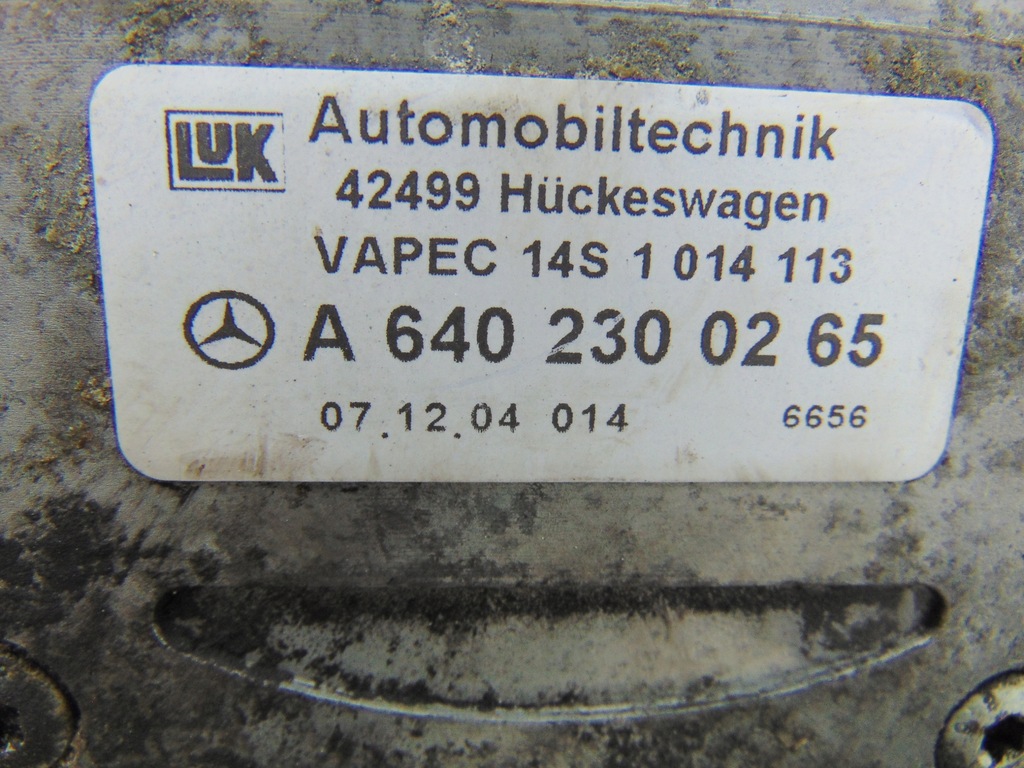 LUK Automobiltechnik
42499 Hückeswagen
VAPEC 14S 1 014 113
A 640 230 02 65
07.12.04 014 6656